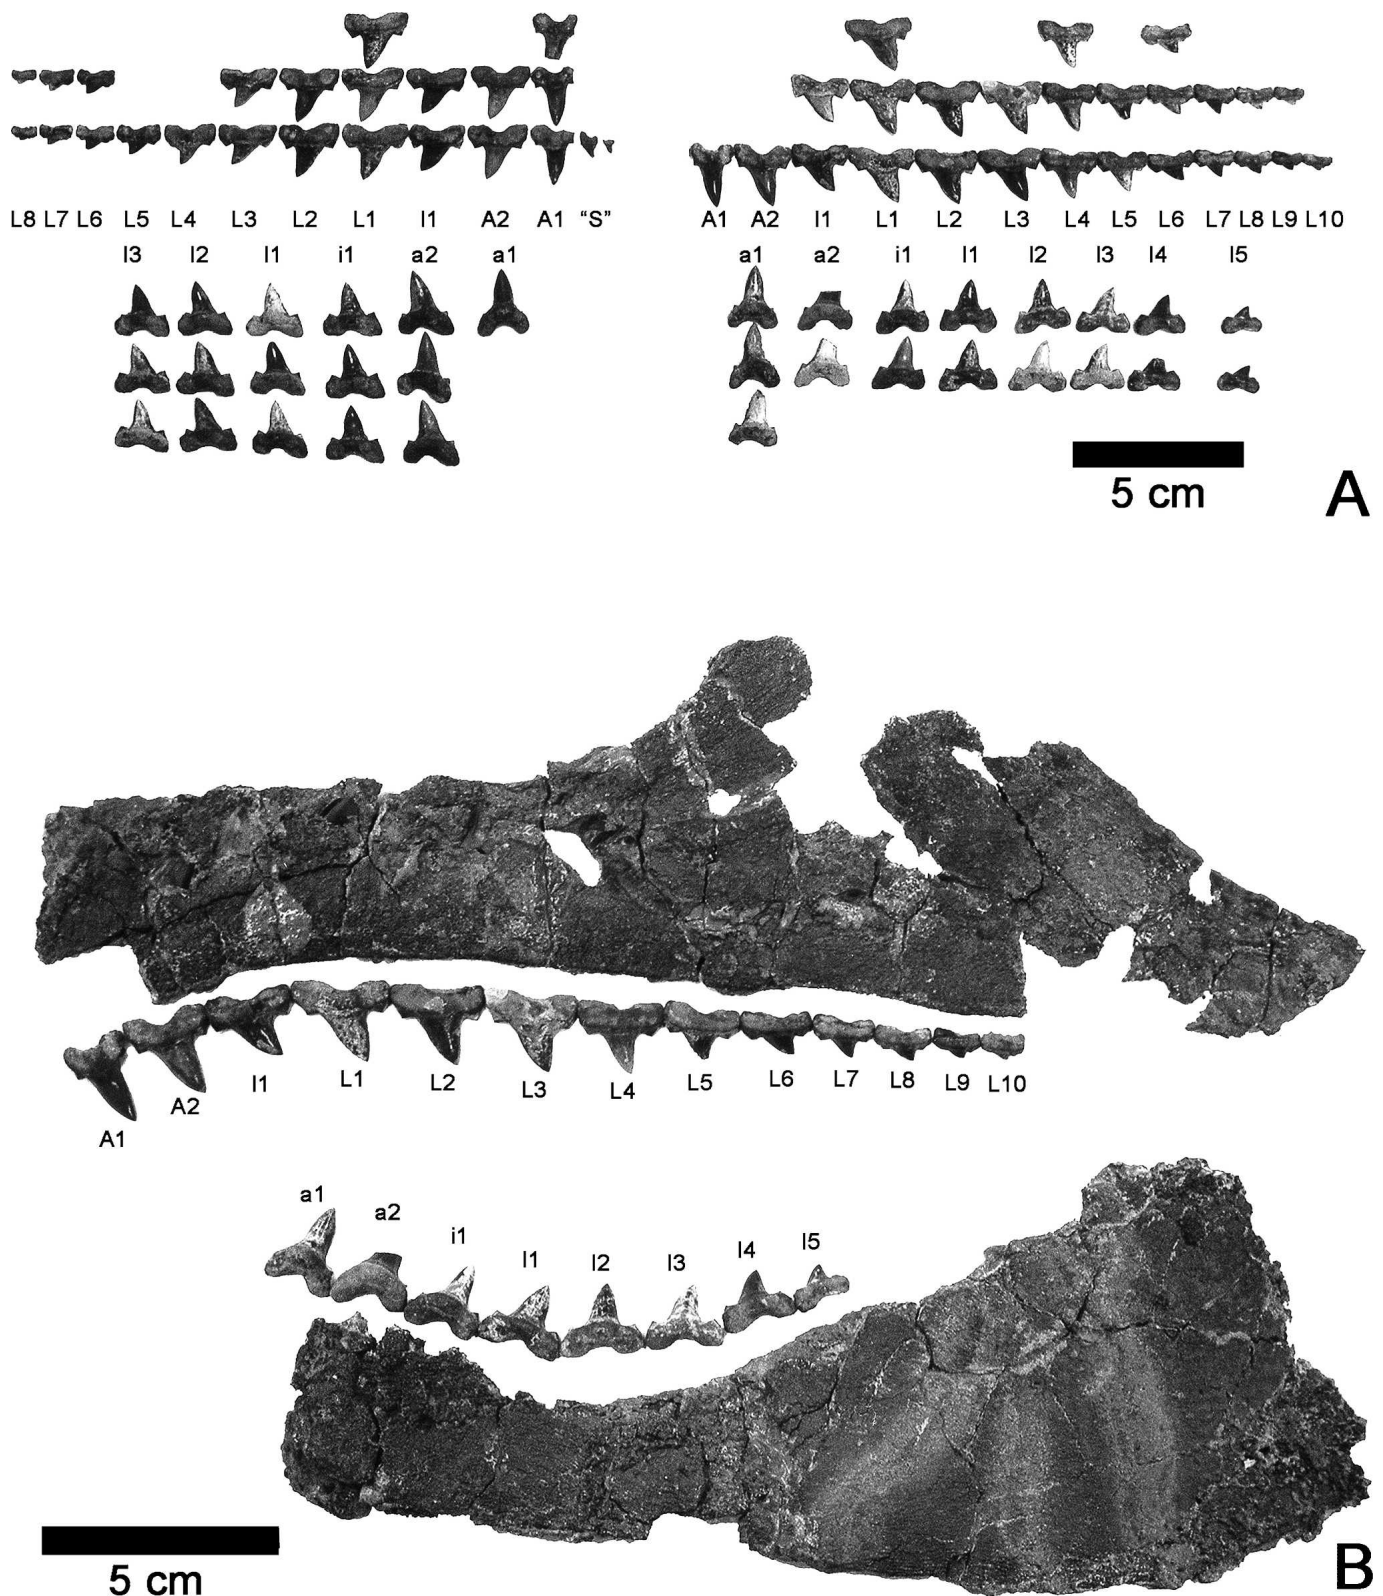 L8 L7 L6 L5 L4 L3 L2 L1 I1 A2 A1 “S” A1 A2 I1 L1 L2 L3 L4 L5 L6 L7 L8 L9 L10
l3 l2 l1 i1 a2 a1 a1 a2 i1 l1 l2 l3 l4 l5
5 cm
A
A1 A2 I1 L1 L2 L3 L4 L5 L6 L7 L8 L9 L10
a1 a2 i1 l1 l2 l3 l4 l5
5 cm
B